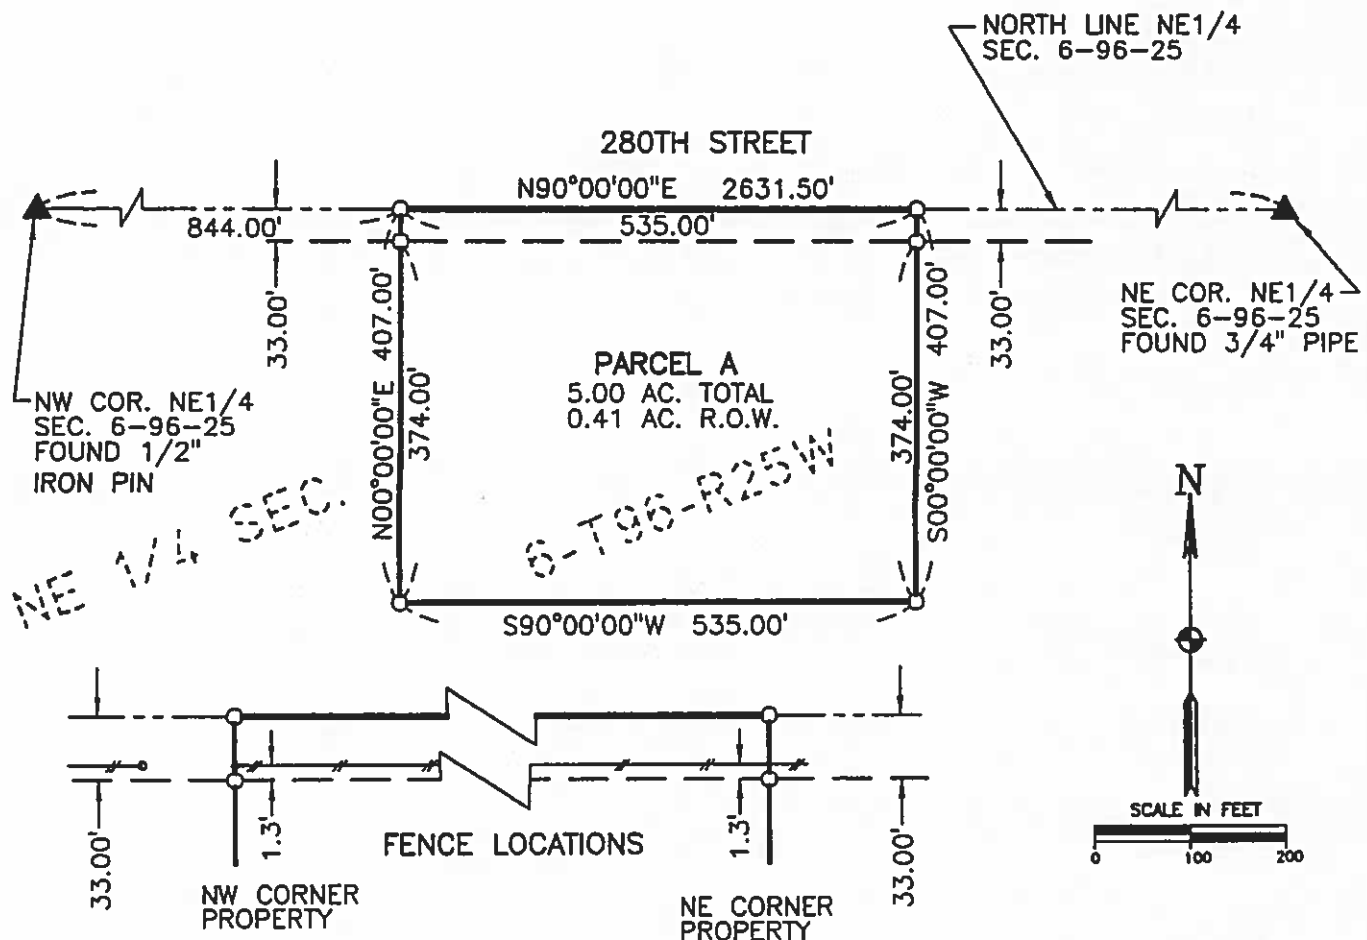 NORTH LINE NE1/4
SEC. 6-96-25
280TH STREET
N90°00'00"E 2631.50'
844.00'
535.00'
33.00'
N00°00'00"E 407.00'
374.00'
PARCEL A
5.00 AC. TOTAL
0.41 AC. R.O.W.
374.00'
S00°00'00"W 407.00'
33.00'
NE COR. NE1/4
SEC. 6-96-25
FOUND 3/4" PIPE
NW COR. NE1/4
SEC. 6-96-25
FOUND 1/2"
IRON PIN
NE 1/4 SEC. 6-T96-R25W
N
S90°00'00"W 535.00'
33.00'
1.3'
FENCE LOCATIONS
1.3'
33.00'
NW CORNER
PROPERTY
NE CORNER
PROPERTY
SCALE IN FEET
0 100 200